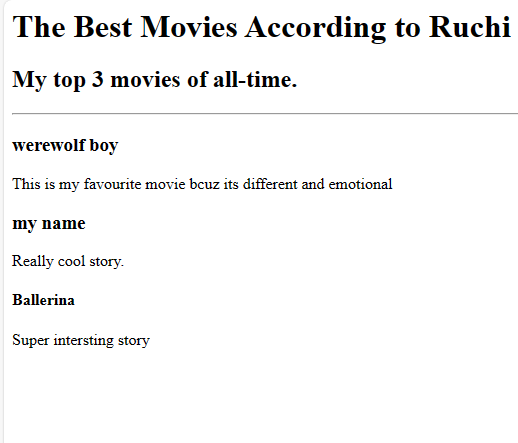 The Best Movies According to Ruchi
My top 3 movies of all-time.
werewolf boy
This is my favourite movie bcuz its different and emotional
my name
Really cool story.
Ballerina
Super intersting story